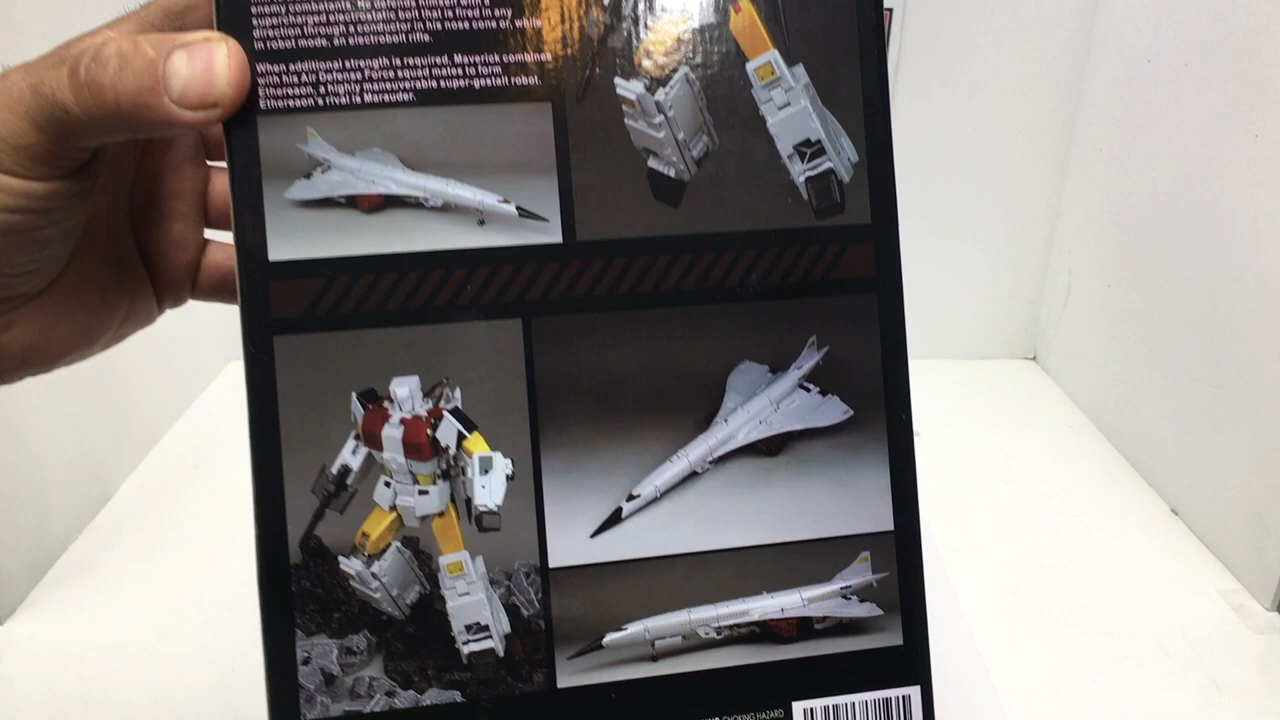 supercharged electrostatic bolt that is fired in any
direction through a conductor in his nose cone or, while
in robot mode, an electrobolt rifle.
When additional strength is required, Maverick combines
with his Air Defense Force squad mates to form
Ethereaon, a highly maneuverable super-gestalt robot.
Ethereaon's rival is Marauder.
CHOKING HAZARD